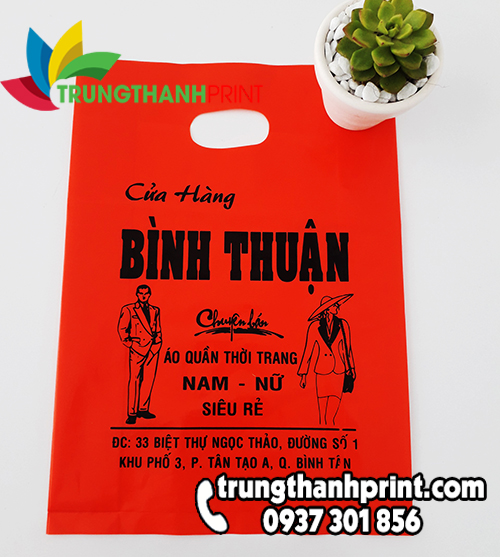 TRUNGTHANHPRINT
Cửa Hàng
BÌNH THUẬN
Chuyên bán
ÁO QUẦN THỜI TRANG
NAM - NỮ
SIÊU RẺ
ĐC: 33 BIỆT THỰ NGỌC THẢO, ĐƯỜNG SỐ 1
KHU PHỐ 3, P. TÂN TẠO A, Q. BÌNH TÂN
trungthanhprint.com
0937 301 856